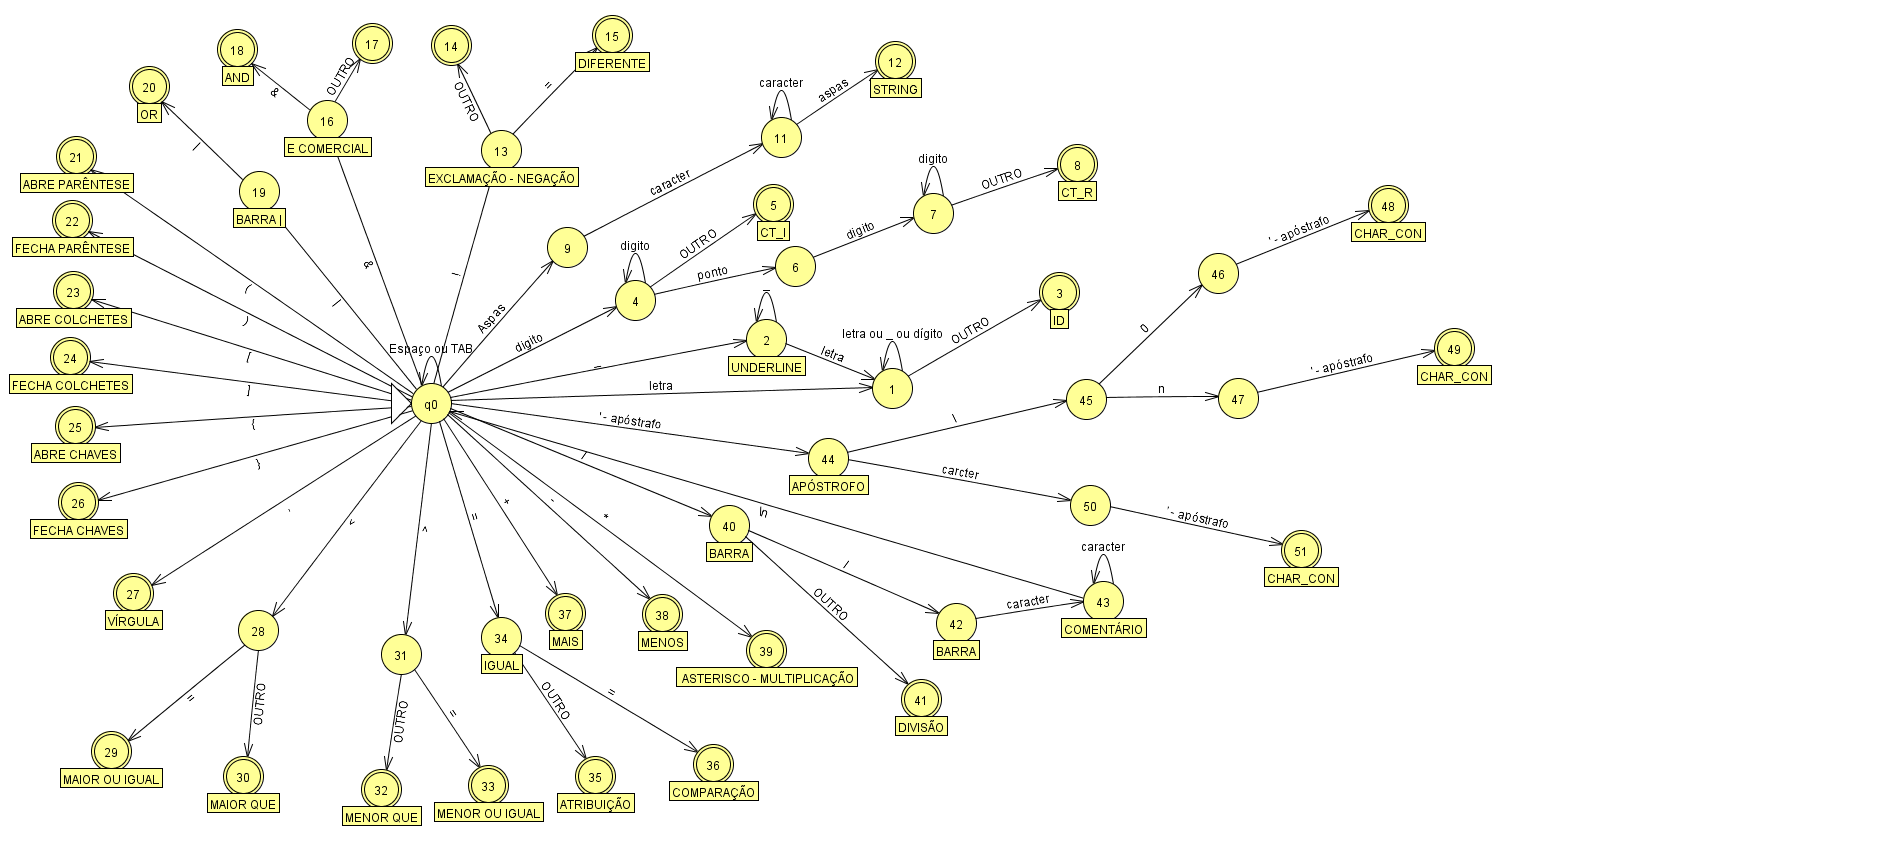 18
AND
17
14
15
DIFERENTE
12
STRING
20
OR
&
OUTRO
OUTRO
=
caracter
aspas
16
E COMERCIAL
13
EXCLAMAÇÃO - NEGAÇÃO
11
21
ABRE PARÊNTESE
|
19
BARRA |
caracter
digito
7
OUTRO
8
CT_R
22
FECHA PARÊNTESE
9
5
CT_I
digito
48
CHAR_CON
23
ABRE COLCHETES
(
)
|
&
!
Aspas
digito
4
OUTRO
ponto
6
46
'- apóstrafo
24
FECHA COLCHETES
[
]
Espaço ou TAB
digito
_
_
2
UNDERLINE
letra
letra ou _ ou dígito
OUTRO
3
ID
0
49
CHAR_CON
25
ABRE CHAVES
{
q0
letra
1
45
n
47
'- apóstrafo
26
FECHA CHAVES
}
'- apóstrafo
44
APÓSTROFO
\
carcter
50
'- apóstrafo
51
CHAR_CON
/
40
BARRA
\n
27
VÍRGULA
'
<
=
+
-
*
/
OUTRO
42
BARRA
caracter
caracter
43
COMENTÁRIO
28
31
34
IGUAL
37
MAIS
38
MENOS
39
ASTERISCO - MULTIPLICAÇÃO
41
DIVISÃO
=
OUTRO
OUTRO
=
OUTRO
=
29
MAIOR OU IGUAL
30
MAIOR QUE
32
MENOR QUE
33
MENOR OU IGUAL
35
ATRIBUIÇÃO
36
COMPARAÇÃO